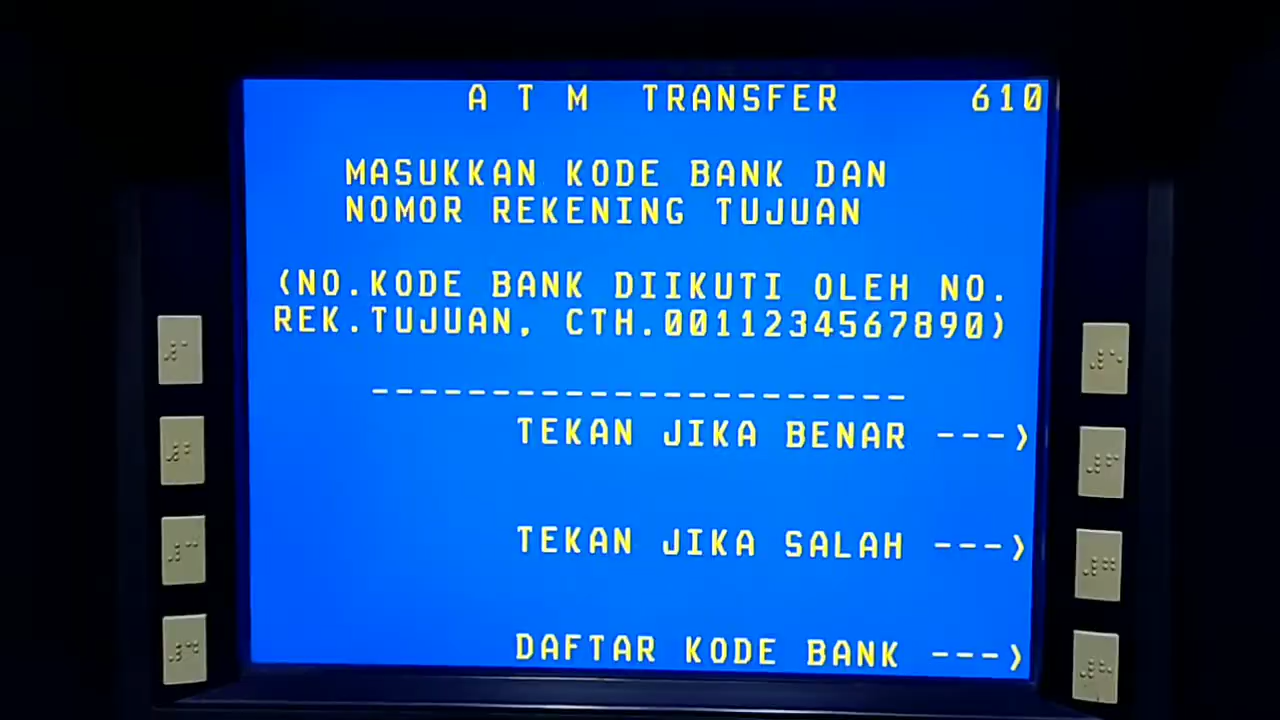 A T M TRANSFER 610
MASUKKAN KODE BANK DAN
NOMOR REKENING TUJUAN
(NO.KODE BANK DIIKUTI OLEH NO.
REK.TUJUAN, CTH.0011234567890)
----------------------
TEKAN JIKA BENAR --->
TEKAN JIKA SALAH --->
DAFTAR KODE BANK --->